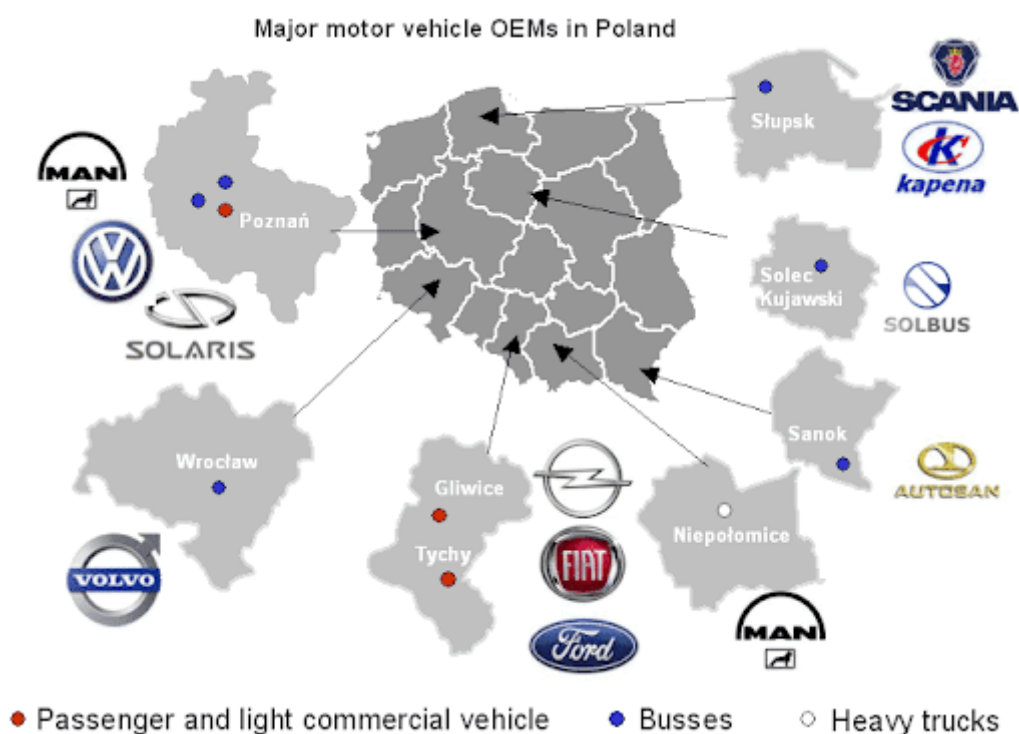 Major motor vehicle OEMs in Poland
SCANIA
Słupsk
kapena
MAN
Poznań
SOLARIS
Solec
Kujawski
SOLBUS
Sanok
AUTOSAN
Wrocław
VOLVO
Gliwice
Tychy
FIAT
Ford
Niepołomice
MAN
Passenger and light commercial vehicle
Busses
Heavy trucks